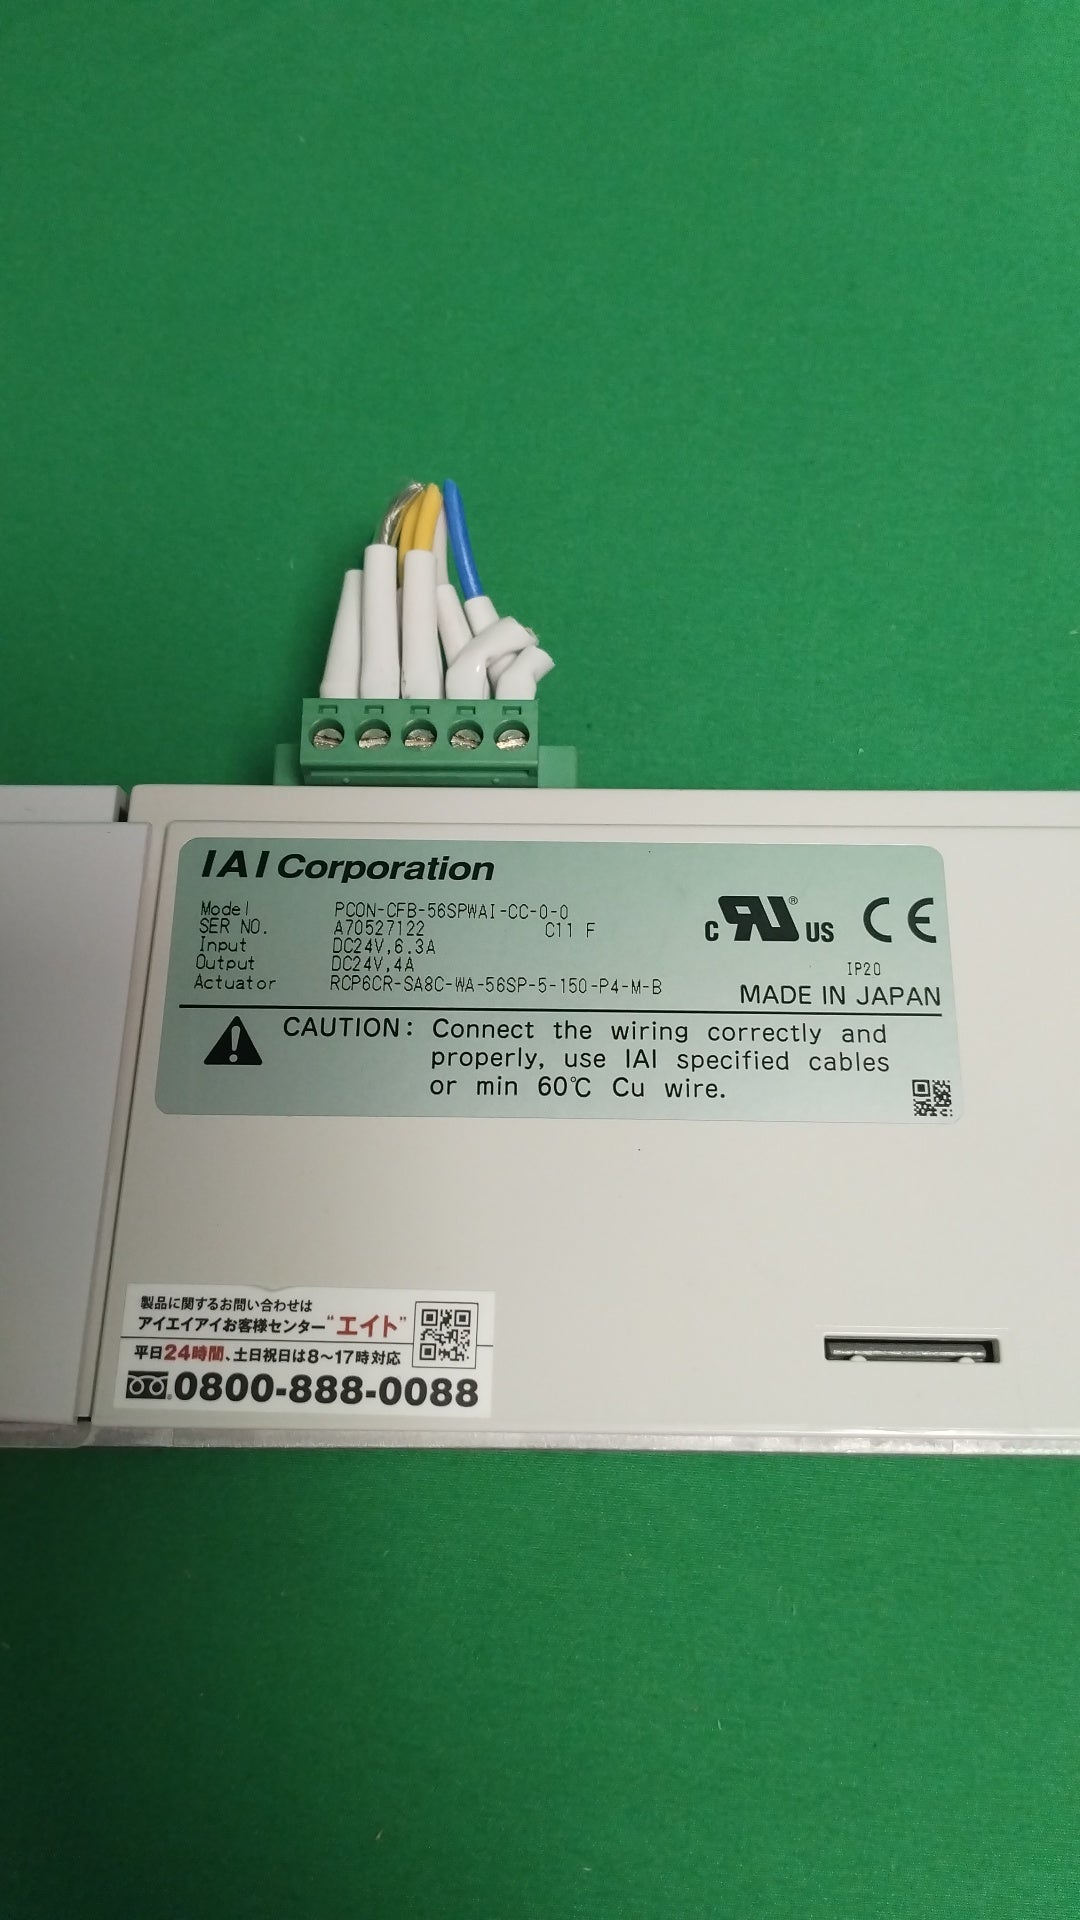 IAI Corporation
Model PCON-CFB-56SPWAI-CC-0-0
SER NO. A70527122 C11 F
Input DC24V,6.3A
Output DC24V,4A
Actuator RCP6CR-SA8C-WA-56SP-5-150-P4-M-B
c RU ® US CE
IP20
MADE IN JAPAN
CAUTION: Connect the wiring correctly and
properly, use IAI specified cables
or min 60℃ Cu wire.
製品に関するお問い合わせは
アイエイアイお客様センター"エイト"
平日24時間、土日祝日は8〜17時対応
0800-888-0088